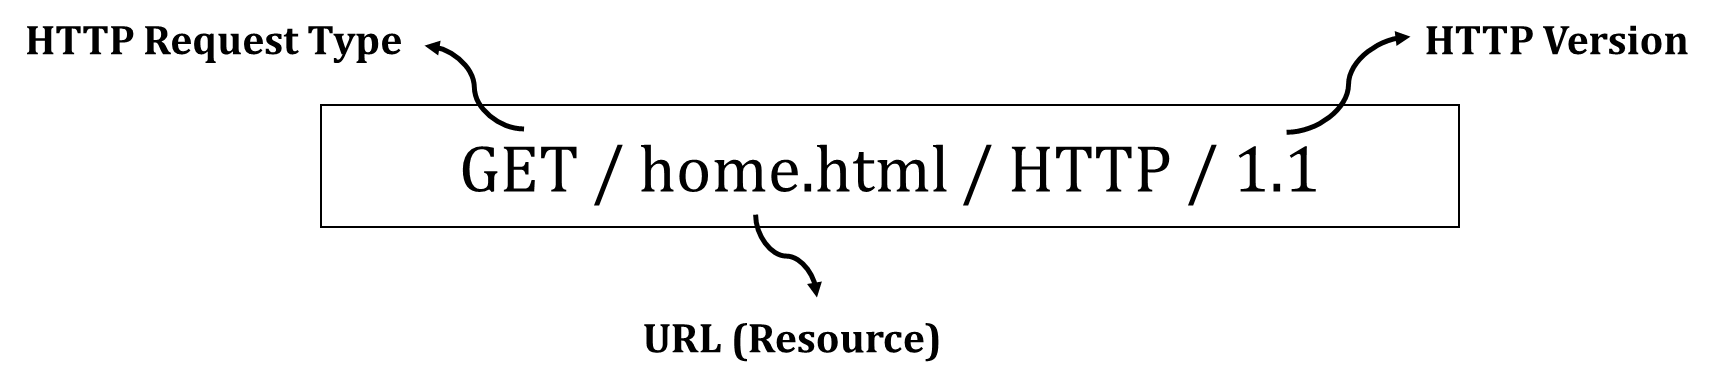 HTTP Request Type
HTTP Version
GET / home.html / HTTP / 1.1
URL (Resource)